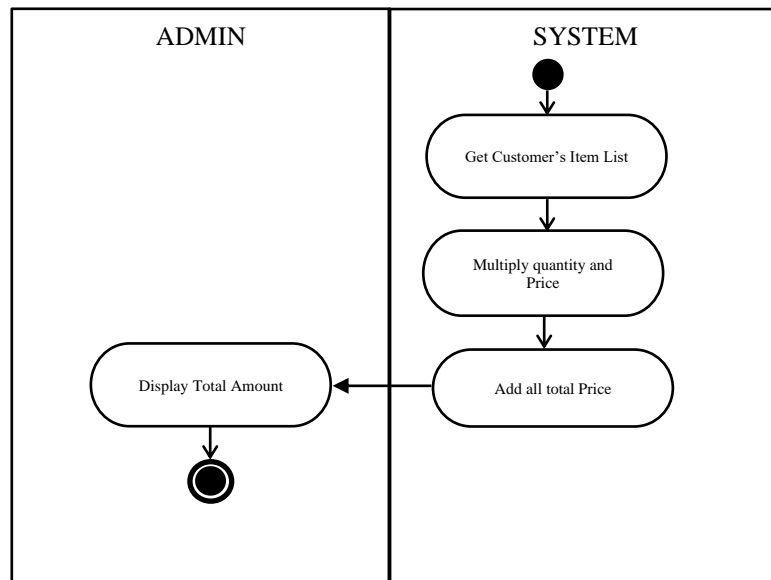 ADMIN
SYSTEM
Get Customer’s Item List
Multiply quantity and
Price
Display Total Amount
Add all total Price